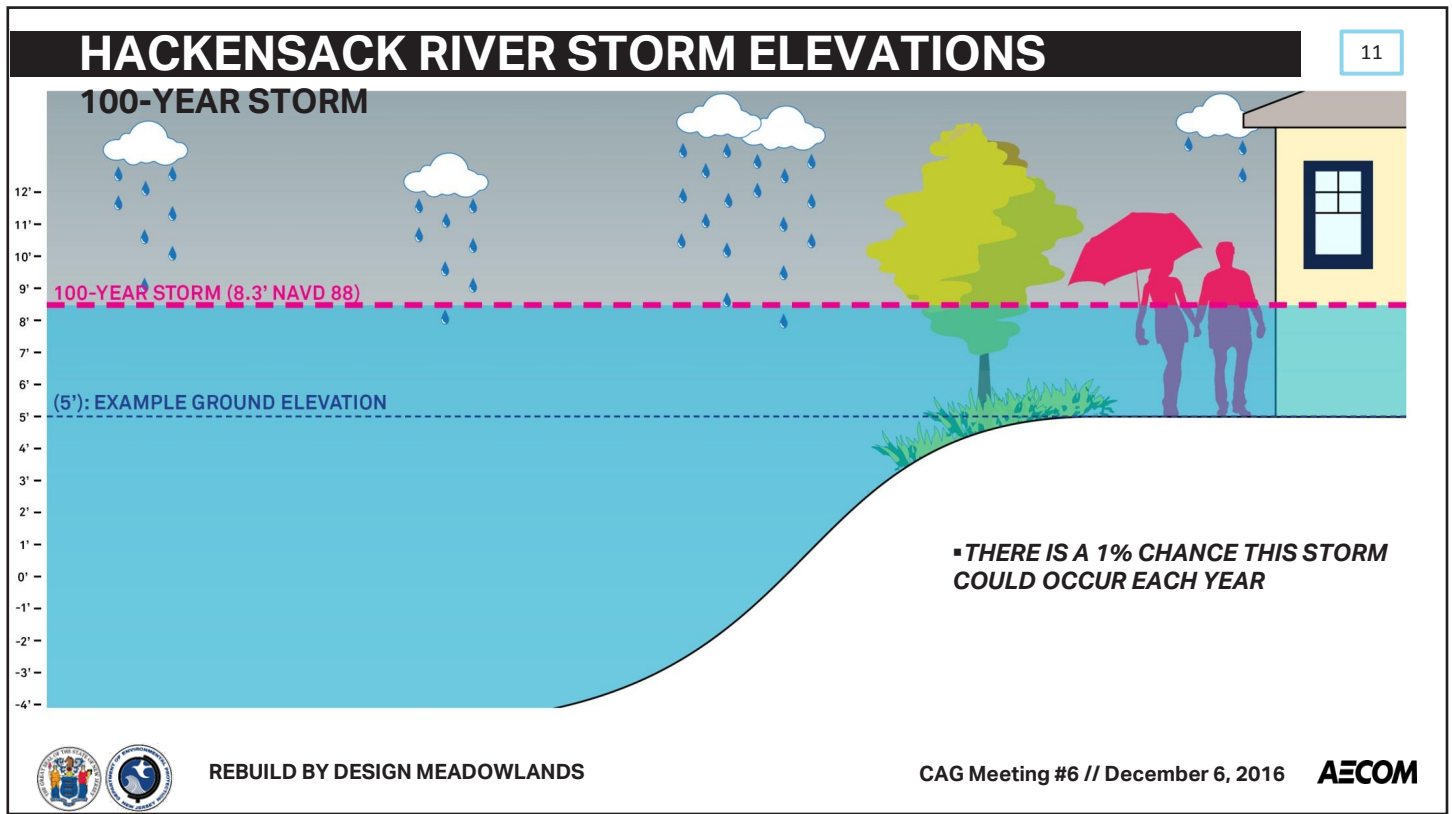 HACKENSACK RIVER STORM ELEVATIONS
11
100-YEAR STORM
12'
11'
10'
9'
100-YEAR STORM (8.3' NAVD 88)
8'
7'
6'
(5'): EXAMPLE GROUND ELEVATION
5'
4'
3'
2'
1'
0'
-1'
-2'
-3'
-4'
▪THERE IS A 1% CHANCE THIS STORM
COULD OCCUR EACH YEAR
REBUILD BY DESIGN MEADOWLANDS
CAG Meeting #6 // December 6, 2016
AECOM